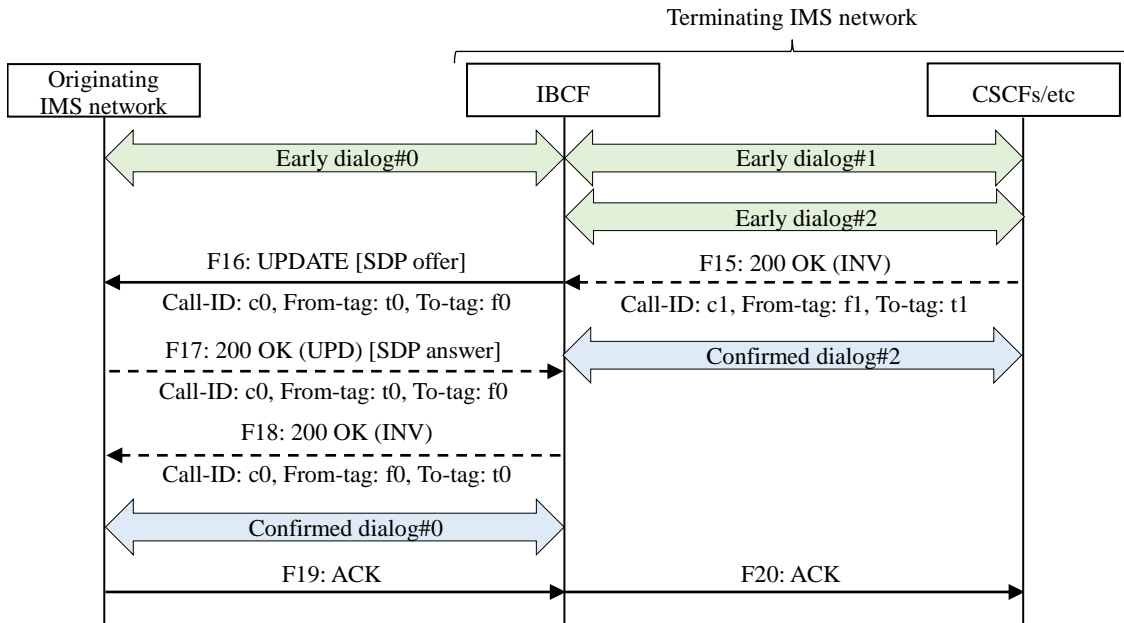 Terminating IMS network
Originating
IMS network
IBCF
CSCFs/etc
Early dialog#0
Early dialog#1
Early dialog#2
F16: UPDATE [SDP offer]
F15: 200 OK (INV)
Call-ID: c0, From-tag: t0, To-tag: f0
Call-ID: c1, From-tag: f1, To-tag: t1
F17: 200 OK (UPD) [SDP answer]
Confirmed dialog#2
Call-ID: c0, From-tag: t0, To-tag: f0
F18: 200 OK (INV)
Call-ID: c0, From-tag: f0, To-tag: t0
Confirmed dialog#0
F19: ACK
F20: ACK